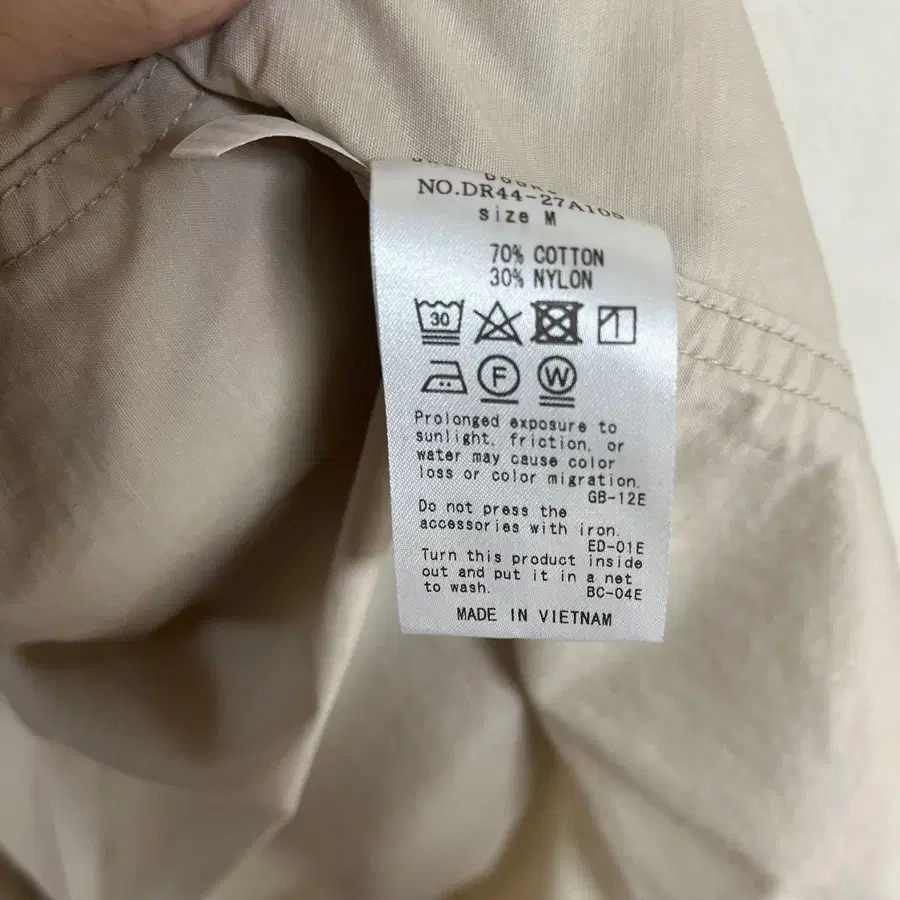 NO.DR44-27A108
size M
70% COTTON
30% NYLON
30
F
W
Prolonged exposure to
sunlight, friction, or
water may cause color
loss or color migration.
GB-12E
Do not press the
accessories with iron.
ED-01E
Turn this product inside
out and put it in a net
to wash.
BC-04E
MADE IN VIETNAM